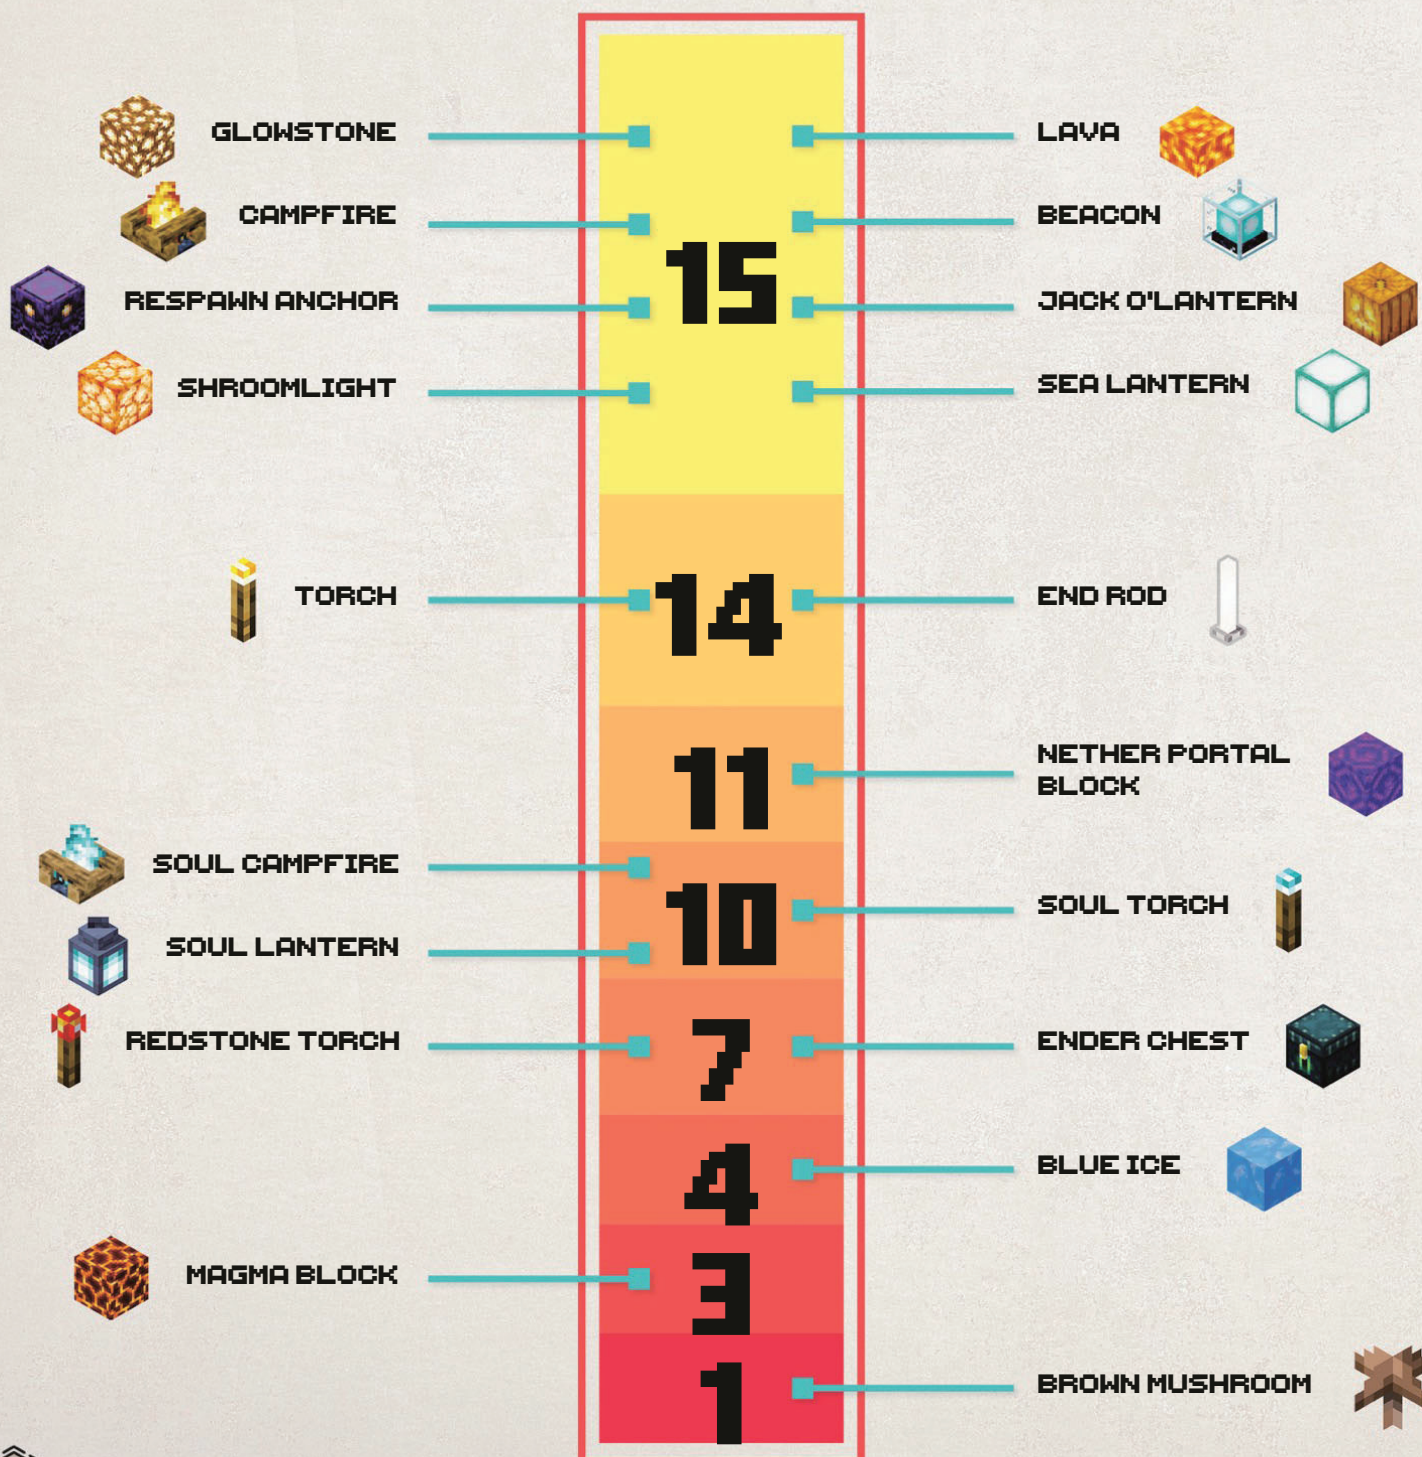 GLOWSTONE
LAVA
CAMPFIRE
BEACON
15
RESPAWN ANCHOR
JACK O'LANTERN
SHROOMLIGHT
SEA LANTERN
TORCH
14
END ROD
11
NETHER PORTAL
BLOCK
SOUL CAMPFIRE
10
SOUL TORCH
SOUL LANTERN
REDSTONE TORCH
7
ENDER CHEST
4
BLUE ICE
MAGMA BLOCK
3
1
BROWN MUSHROOM